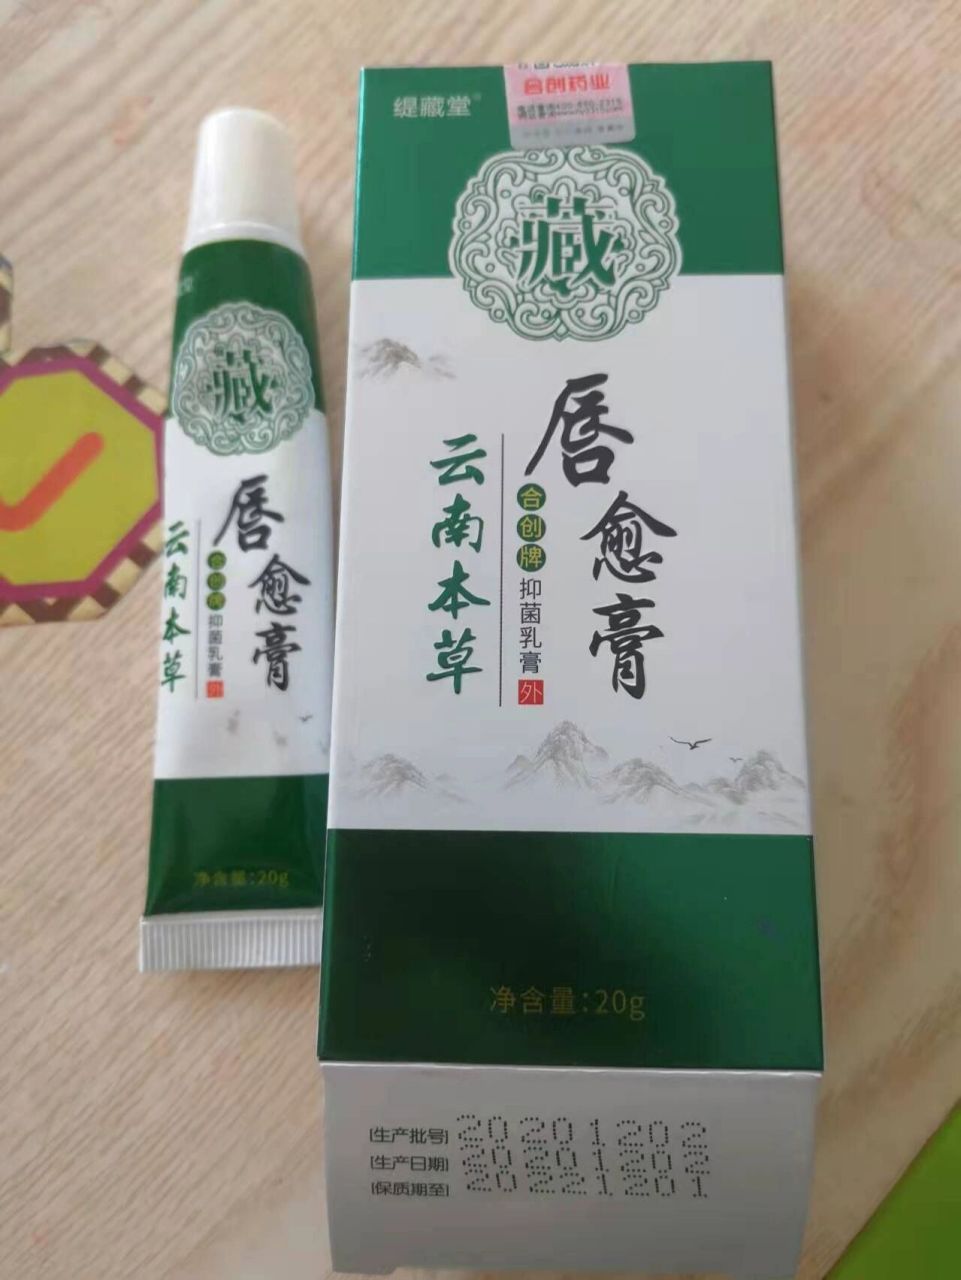 缇藏堂
合创药业
藏
唇愈膏
合创牌
抑菌乳膏
外
云南本草
净含量:20g
[生产批号] 20201202
[生产日期] 20201202
[保质期至] 20221201
藏
唇愈膏
合创牌
抑菌乳膏
外
云南本草
净含量:20g